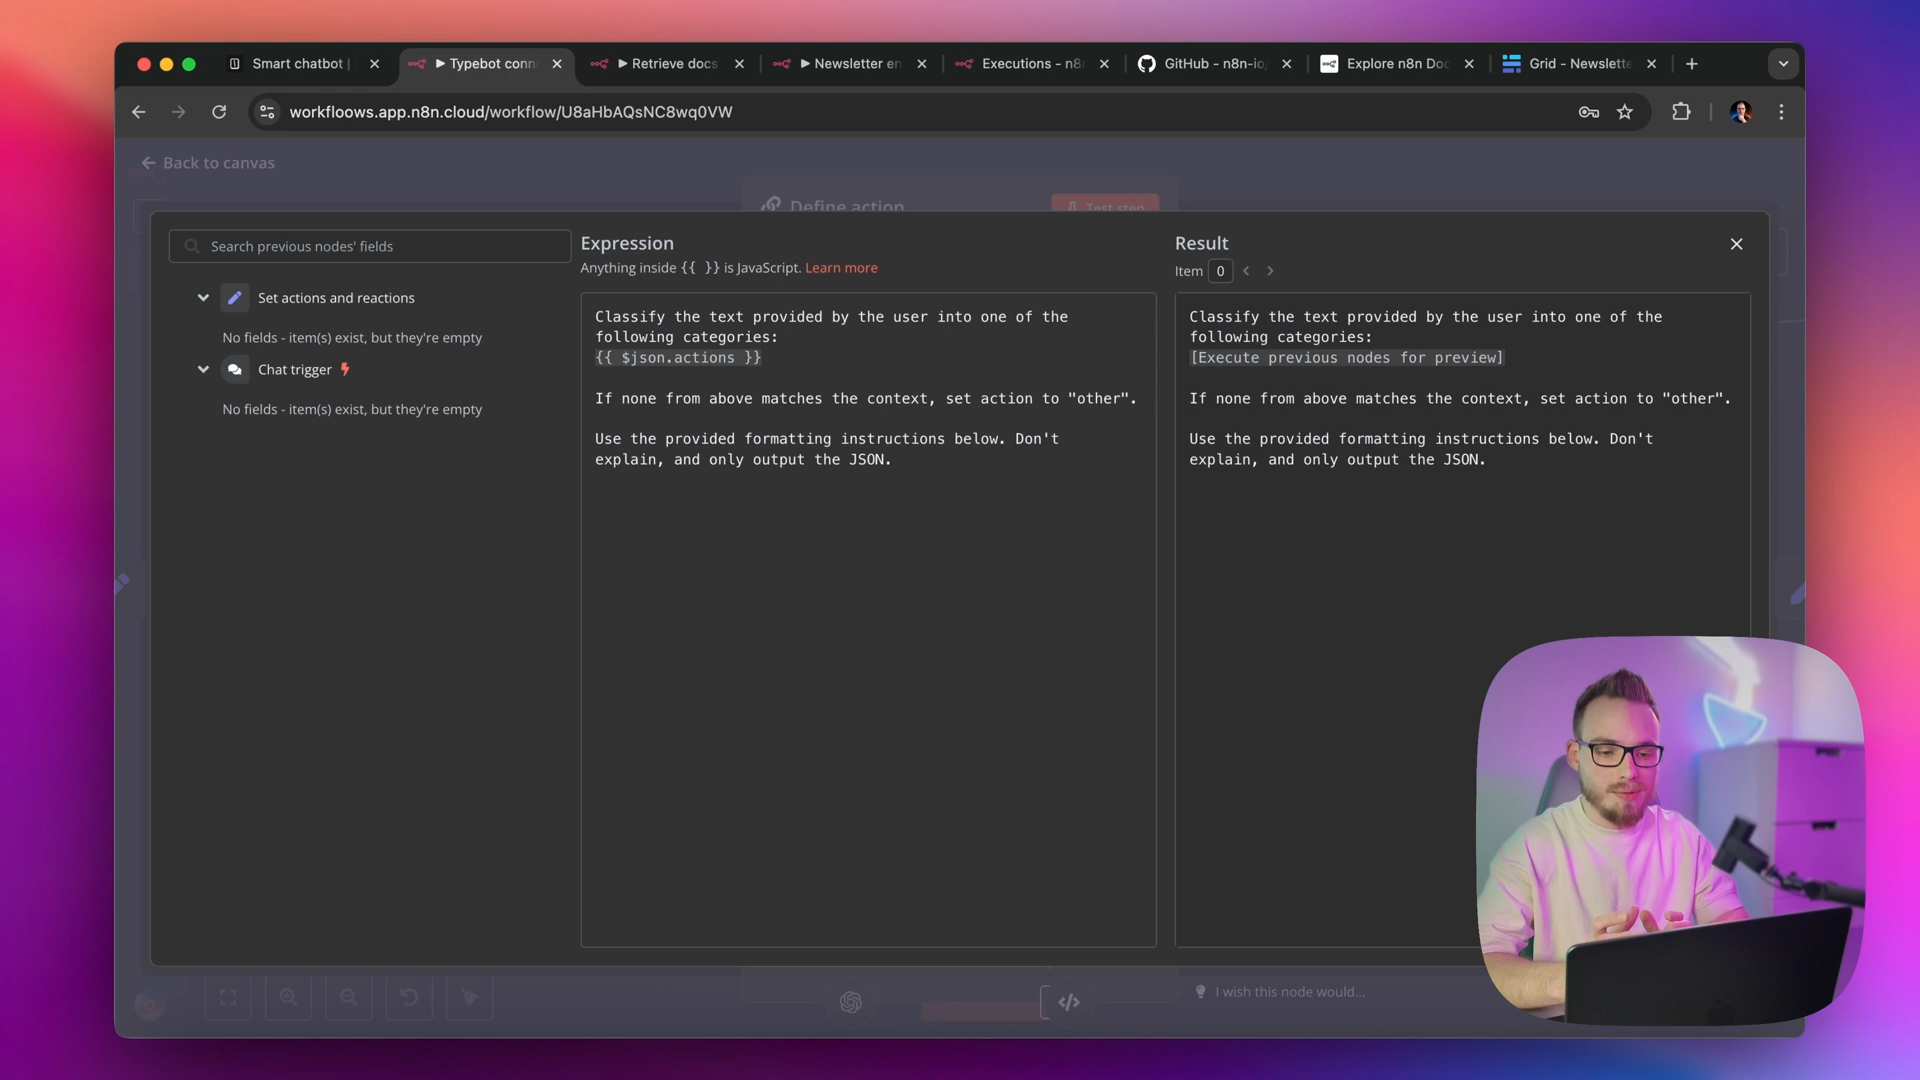 Smart chatbot |
Typebot conn
Retrieve docs
Newsletter en
Executions - n8
GitHub - n8n-io
Explore n8n Doc
Grid - Newslette
workfloows.app.n8n.cloud/workflow/U8aHbAQsNC8wq0VW
Back to canvas
Define action
Test step
Search previous nodes' fields
Set actions and reactions
No fields - item(s) exist, but they're empty
Chat trigger
No fields - item(s) exist, but they're empty
Expression
Anything inside {{ }} is JavaScript. Learn more
Classify the text provided by the user into one of the
following categories:
{{ $json.actions }}
If none from above matches the context, set action to "other".
Use the provided formatting instructions below. Don't
explain, and only output the JSON.
Result
Item 0
Classify the text provided by the user into one of the
following categories:
[Execute previous nodes for preview]
If none from above matches the context, set action to "other".
Use the provided formatting instructions below. Don't
explain, and only output the JSON.
I wish this node would...